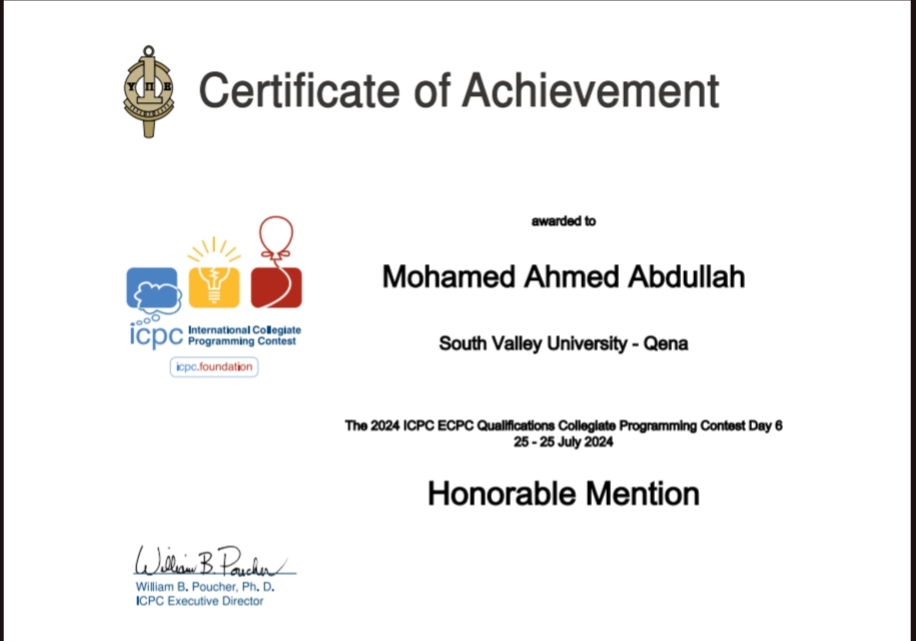 Certificate of Achievement
Υ Π Ε
awarded to
Mohamed Ahmed Abdullah
South Valley University - Qena
icpc International Collegiate
Programming Contest
icpc.foundation
The 2024 ICPC ECPC Qualifications Collegiate Programming Contest Day 6
25 - 25 July 2024
Honorable Mention
William B. Poucher
William B. Poucher, Ph. D.
ICPC Executive Director